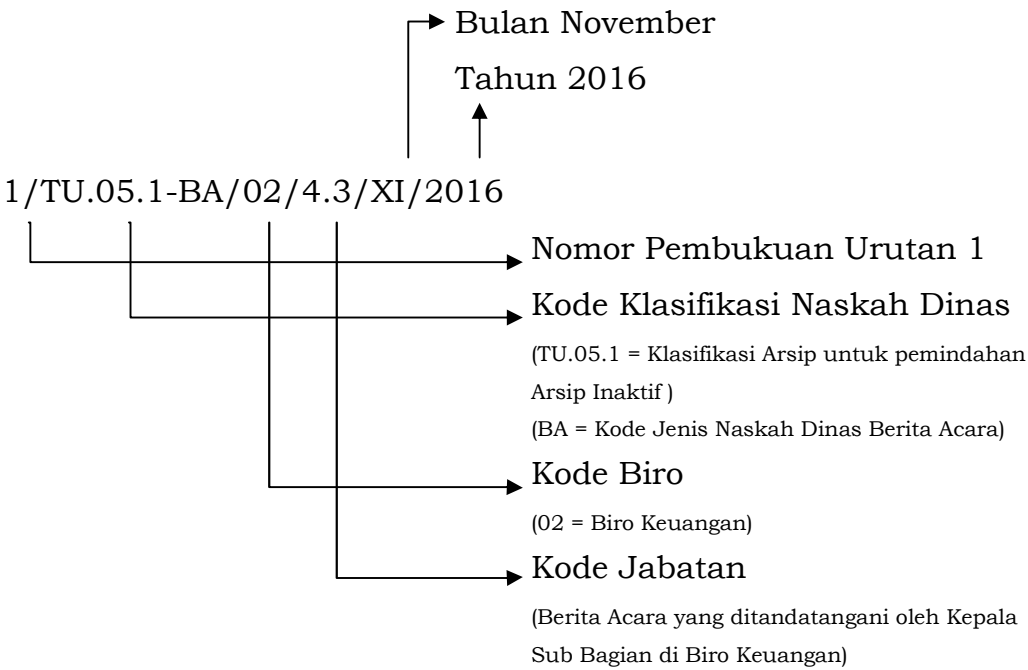 Bulan November
Tahun 2016
1/TU.05.1-BA/02/4.3/XI/2016
Nomor Pembukuan Urutan 1
Kode Klasifikasi Naskah Dinas
(TU.05.1 = Klasifikasi Arsip untuk pemindahan
Arsip Inaktif )
(BA = Kode Jenis Naskah Dinas Berita Acara)
Kode Biro
(02 = Biro Keuangan)
Kode Jabatan
(Berita Acara yang ditandatangani oleh Kepala
Sub Bagian di Biro Keuangan)